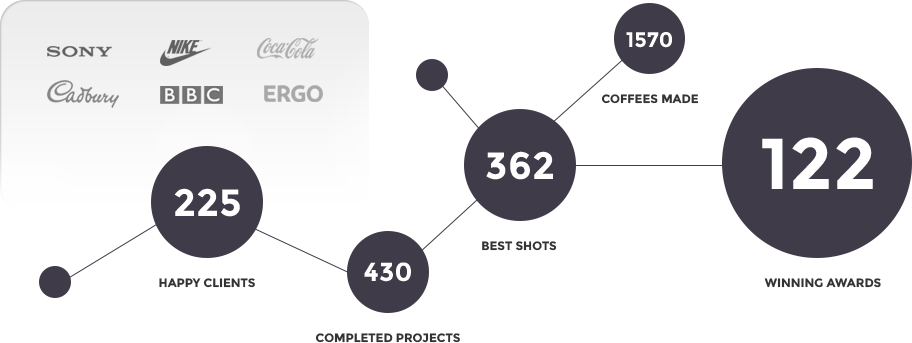 SONY
NIKE
Coca-Cola
Cadbury
BBC
ERGO
225
HAPPY CLIENTS
430
COMPLETED PROJECTS
362
BEST SHOTS
1570
COFFEES MADE
122
WINNING AWARDS